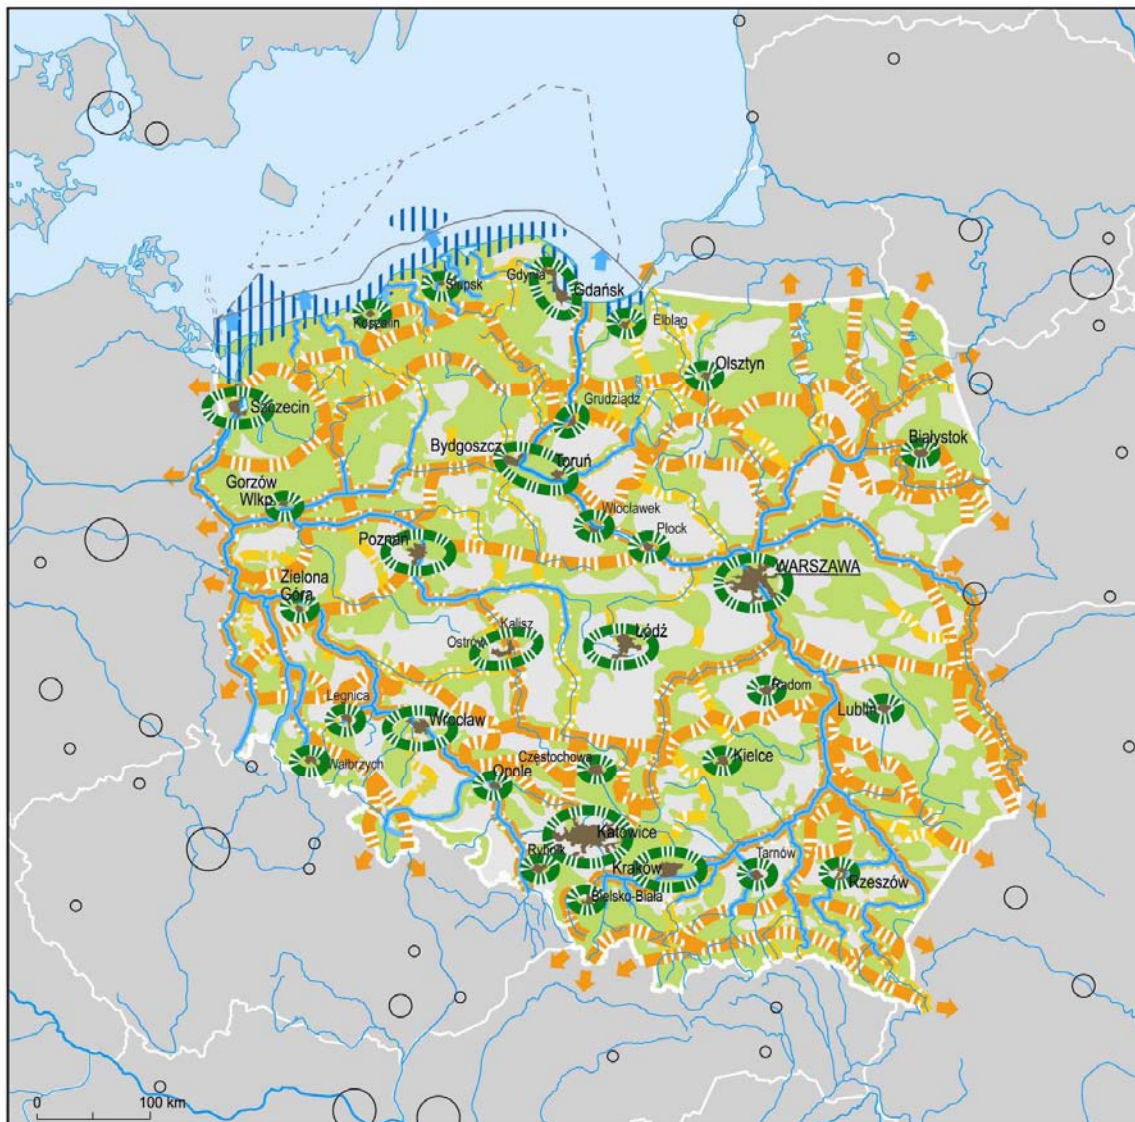 Gdynia
Słupsk
Gdańsk
Koszalin
Elbląg
Olsztyn
Szczecin
Grudziądz
Białystok
Bydgoszcz
Toruń
Gorzów
Wlkp.
Włocławek
Płock
Poznań
WARSZAWA
Zielona
Góra
Kalisz
Ostrów
Łódź
Legnica
Radom
Lublin
Wrocław
Wałbrzych
Częstochowa
Kielce
Opole
Katowice
Rybnik
Kraków
Tarnów
Rzeszów
Bielsko-Biała
0 100 km